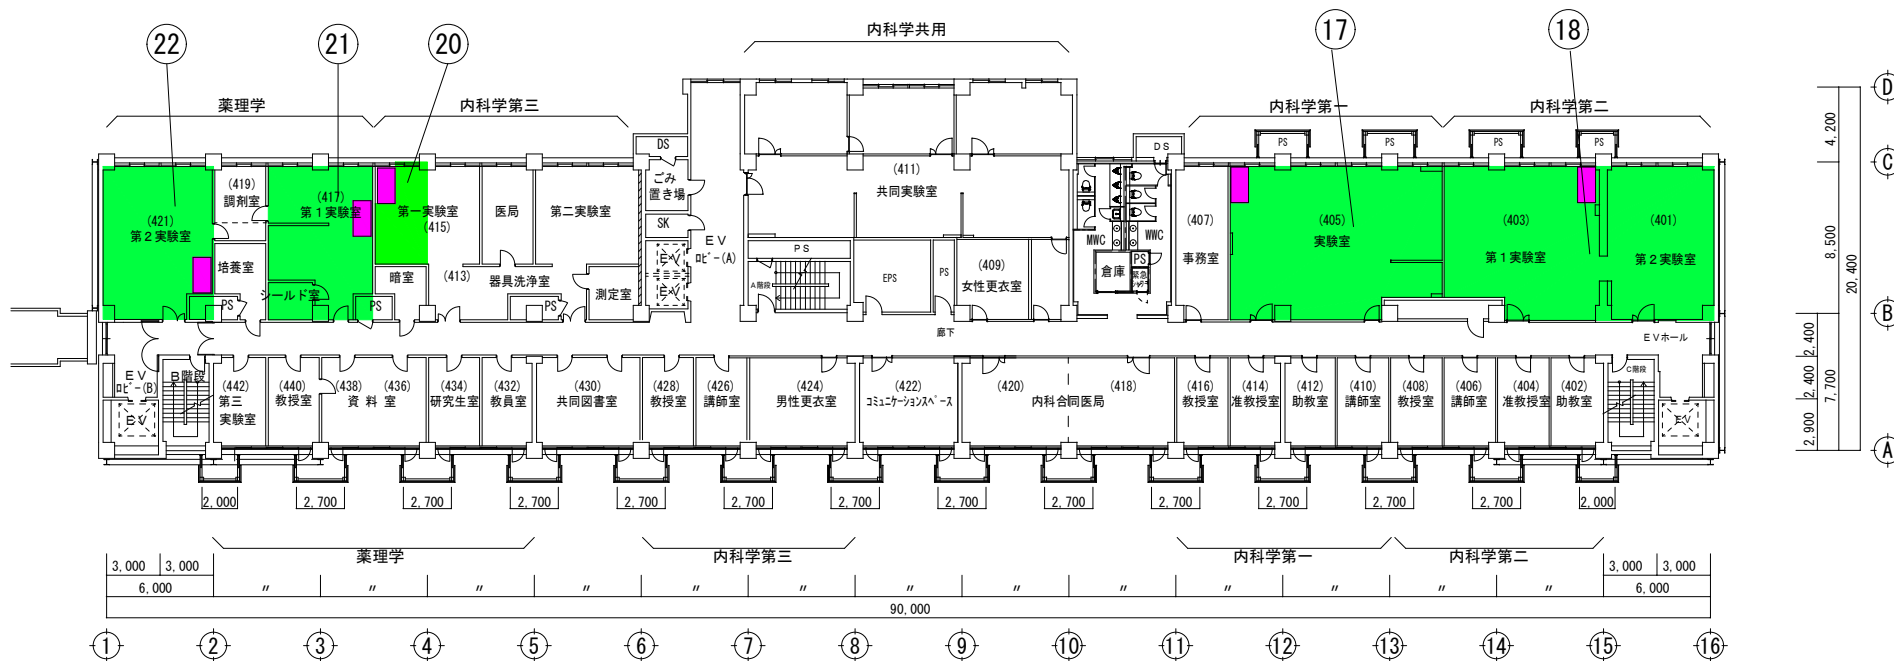 内科学共用
22
21
20
17
18
薬理学
内科学第三
内科学第一
内科学第二
D
C
B
A
4,200
8,500
20,400
2,400
2,400
7,700
2,900
DS
DS
PS
PS
PS
PS
(421)
第2実験室
(419)
調剤室
(417)
第1実験室
培養室
シールド室
PS
PS
第一実験室
(415)
医局
第二実験室
暗室
(413)
器具洗浄室
PS
測定室
ごみ
置き場
SK
EV
EV
EV
ロビー(A)
(411)
共同実験室
PS
A階段
EPS
PS
(409)
女性更衣室
MWC
WWC
倉庫
PS
緊急
(407)
事務室
(405)
実験室
(403)
第1実験室
(401)
第2実験室
廊下
EVホール
EV
ロビー(B)
EV
B階段
(442)
第三
実験室
(440)
教授室
(438)
(436)
資料室
(434)
研究生室
(432)
教員室
(430)
共同図書室
(428)
教授室
(426)
講師室
(424)
男性更衣室
(422)
コミュニケーションスペース
(420)
(418)
内科合同医局
(416)
教授室
(414)
准教授室
(412)
助教室
(410)
講師室
(408)
教授室
(406)
講師室
(404)
准教授室
(402)
助教室
C階段
EV
2,000
2,700
2,700
2,700
2,700
2,700
2,700
2,700
2,700
2,700
2,700
2,700
2,700
2,000
薬理学
内科学第三
内科学第一
内科学第二
3,000 3,000
3,000 3,000
6,000 〃 〃 〃 〃 〃 〃 〃 〃 〃 〃 〃 〃 〃 6,000
90,000
1 2 3 4 5 6 7 8 9 10 11 12 13 14 15 16